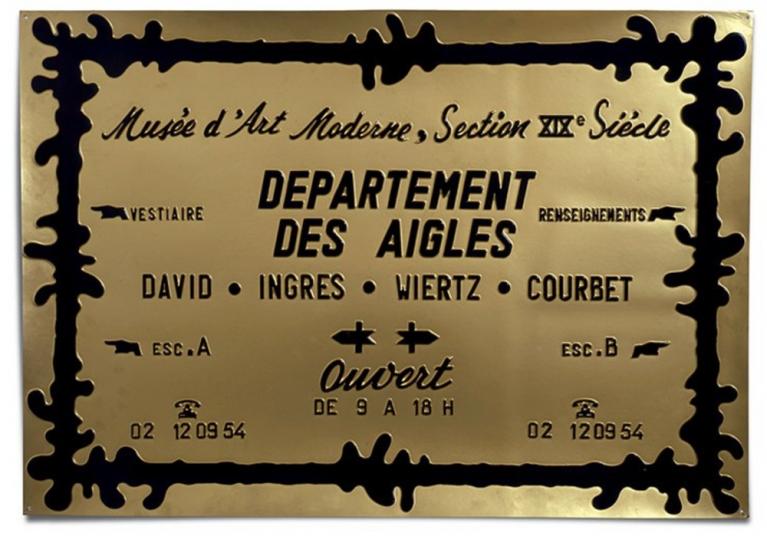 Musée d'Art Moderne, Section XIXe Siécle
DEPARTEMENT
VESTIAIRE
RENSEIGNEMENTS
DES AIGLES
DAVID • INGRES • WIERTZ • COURBET
ESC.A
ESC.B
Ouvert
DE 9 A 18 H
02 12 09 54
02 12 09 54